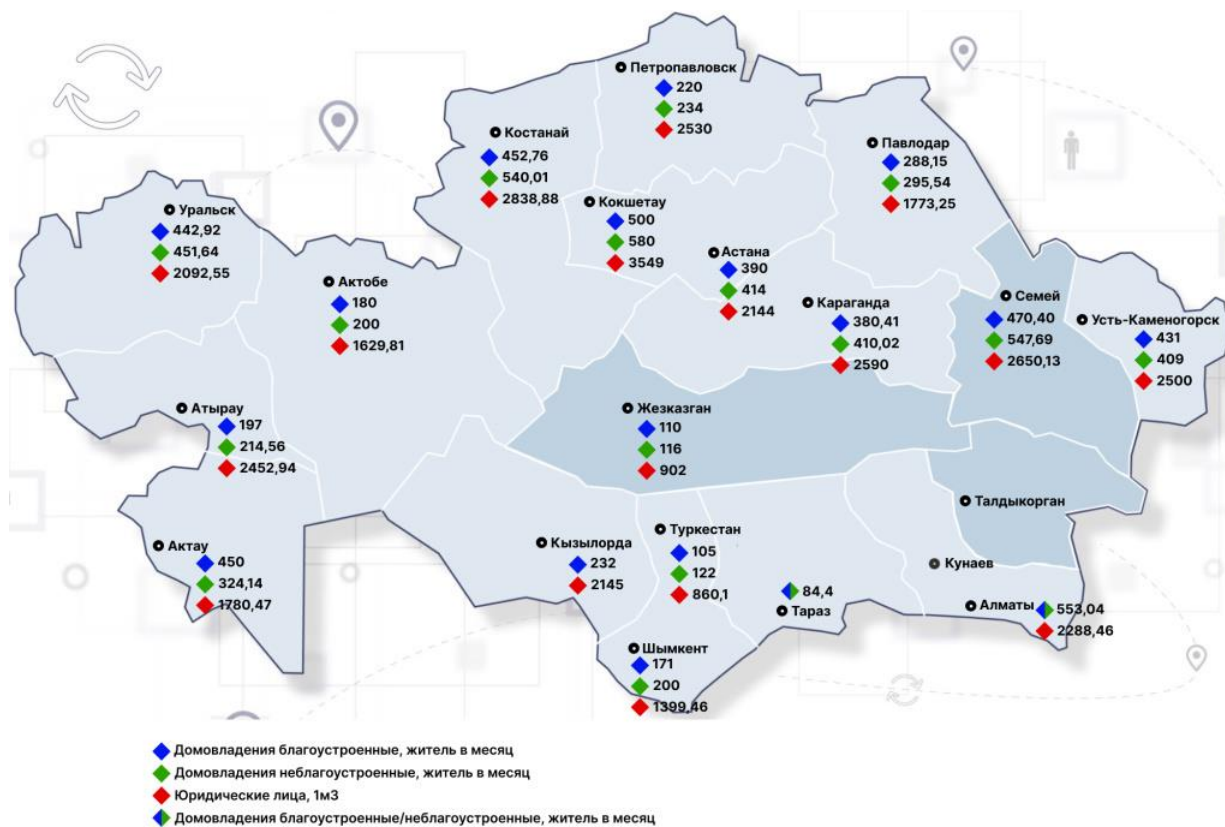 Петропавловск
220
234
2530
Костанай
452,76
540,01
2838,88
Павлодар
288,15
295,54
1773,25
Кокшетау
500
580
3549
Уральск
442,92
451,64
2092,55
Астана
390
414
2144
Актобе
180
200
1629,81
Караганда
380,41
410,02
2590
Семей
470,40
547,69
2650,13
Усть-Каменогорск
431
409
2500
Атырау
197
214,56
2452,94
Жезказган
110
116
902
Талдыкорган
Актау
450
324,14
1780,47
Кызылорда
232
2145
Туркестан
105
122
860,1
Кунаев
84,4
Тараз
Алматы
553,04
2288,46
Шымкент
171
200
1399,46
Домовладения благоустроенные, житель в месяц
Домовладения неблагоустроенные, житель в месяц
Юридические лица, 1м3
Домовладения благоустроенные/неблагоустроенные, житель в месяц